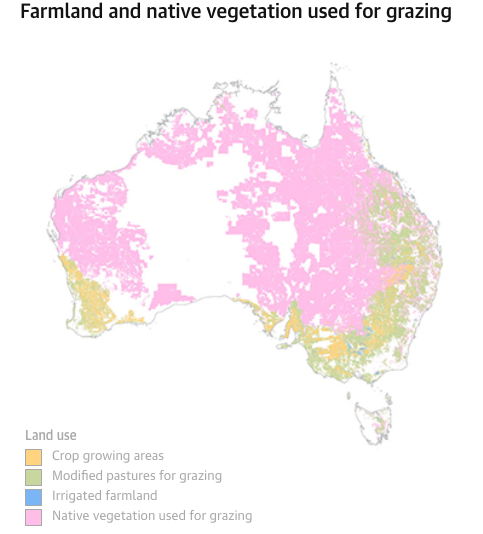 Farmland and native vegetation used for grazing
Land use
Crop growing areas
Modified pastures for grazing
Irrigated farmland
Native vegetation used for grazing